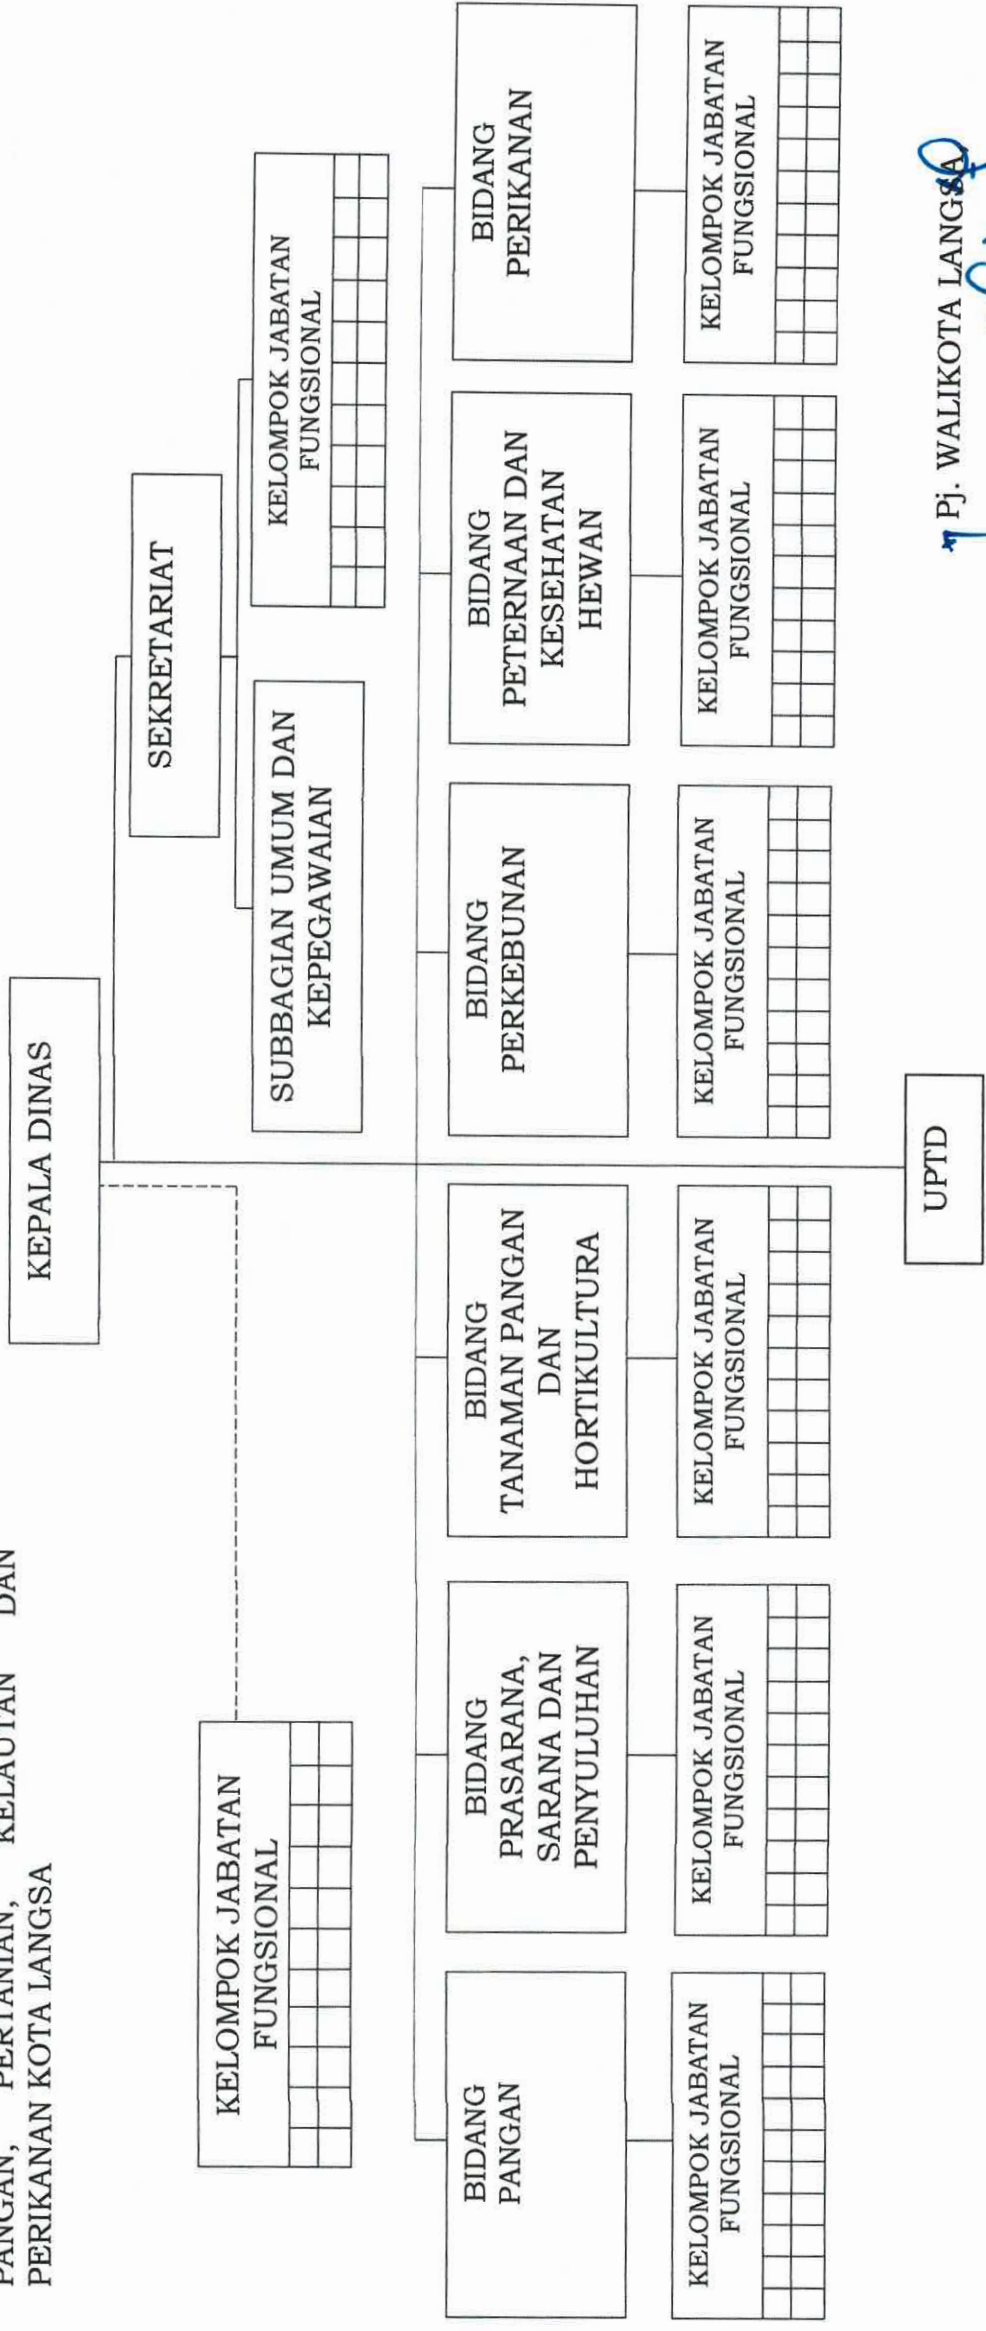 PANGAN, PERTANIAN, KELAUTAN DAN
PERIKANAN KOTA LANGSA
KEPALA DINAS
SEKRETARIAT
KELOMPOK JABATAN
FUNGSIONAL
SUBBAGIAN UMUM DAN
KEPEGAWAIAN
KELOMPOK JABATAN
FUNGSIONAL
BIDANG
PANGAN
BIDANG
PRASARANA,
SARANA DAN
PENYULUHAN
BIDANG
TANAMAN PANGAN
DAN
HORTIKULTURA
BIDANG
PERKEBUNAN
BIDANG
PETERNAAN DAN
KESEHATAN
HEWAN
BIDANG
PERIKANAN
KELOMPOK JABATAN
FUNGSIONAL
KELOMPOK JABATAN
FUNGSIONAL
KELOMPOK JABATAN
FUNGSIONAL
KELOMPOK JABATAN
FUNGSIONAL
KELOMPOK JABATAN
FUNGSIONAL
KELOMPOK JABATAN
FUNGSIONAL
UPTD
Pj. WALIKOTA LANGSA,